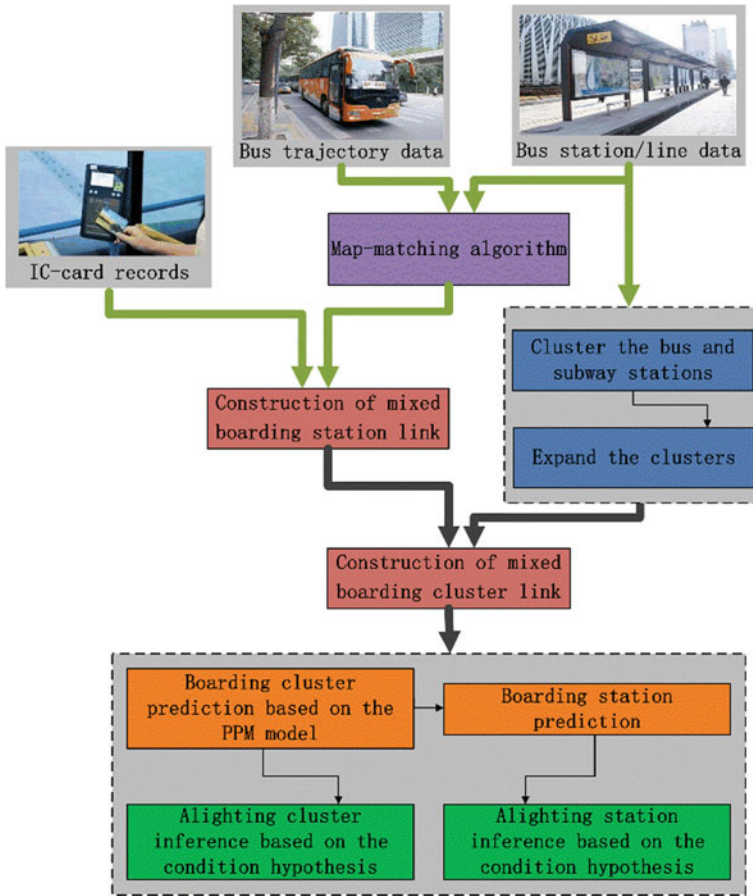 Bus trajectory data
Bus station/line data
IC-card records
Map-matching algorithm
Cluster the bus and
subway stations
Expand the clusters
Construction of mixed
boarding station link
Construction of mixed
boarding cluster link
Boarding cluster
prediction based on the
PPM model
Boarding station
prediction
Alighting cluster
inference based on the
condition hypothesis
Alighting station
inference based on the
condition hypothesis